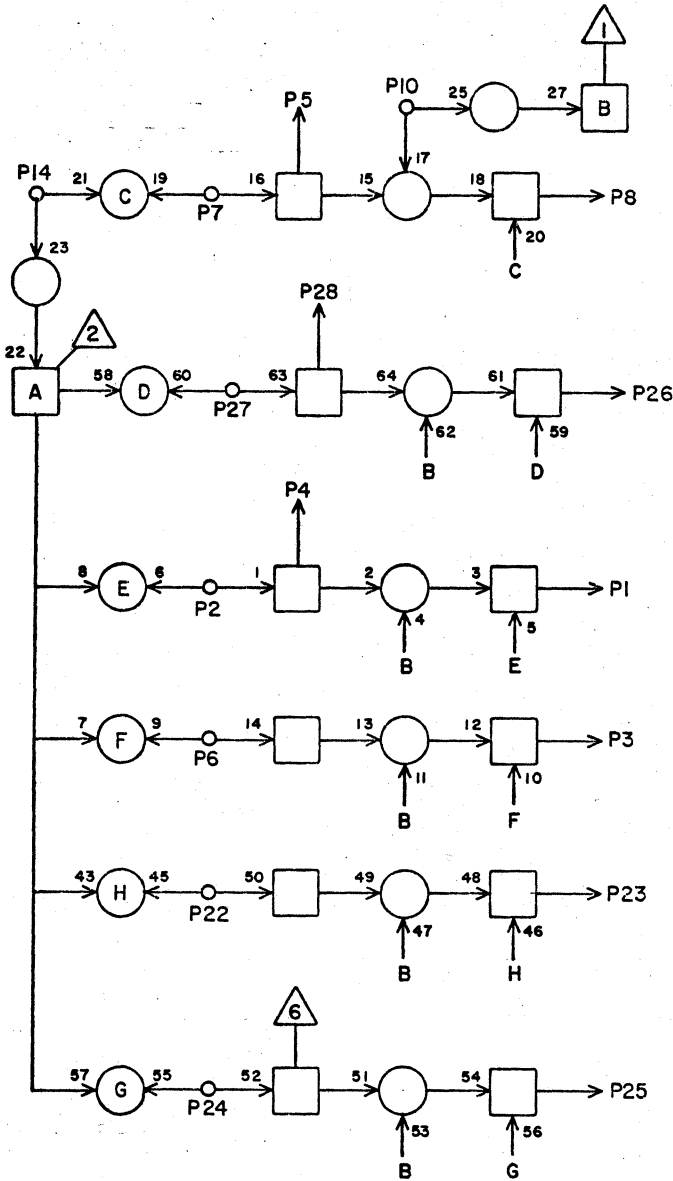 1
P10
25
27
B
P5
P14
21
C
19
P7
16
15
17
18
P8
20
C
23
P28
2
22
A
58
D
60
P27
63
64
61
P26
62
59
B
D
P4
8
E
6
P2
1
2
3
P1
4
5
B
E
7
F
9
P6
14
13
12
P3
11
10
B
F
43
H
45
P22
50
49
48
P23
47
46
B
H
6
57
G
55
P24
52
51
54
P25
53
56
B
G